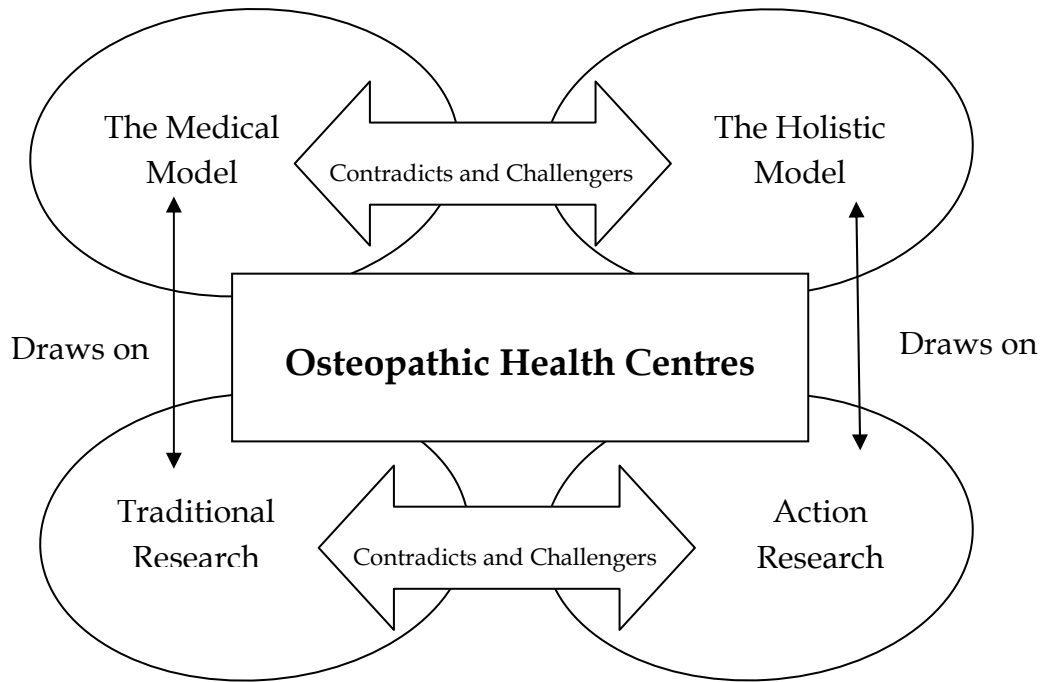 The Medical
Model
Contradicts and Challengers
The Holistic
Model
Draws on
Osteopathic Health Centres
Draws on
Traditional
Research
Contradicts and Challengers
Action
Research